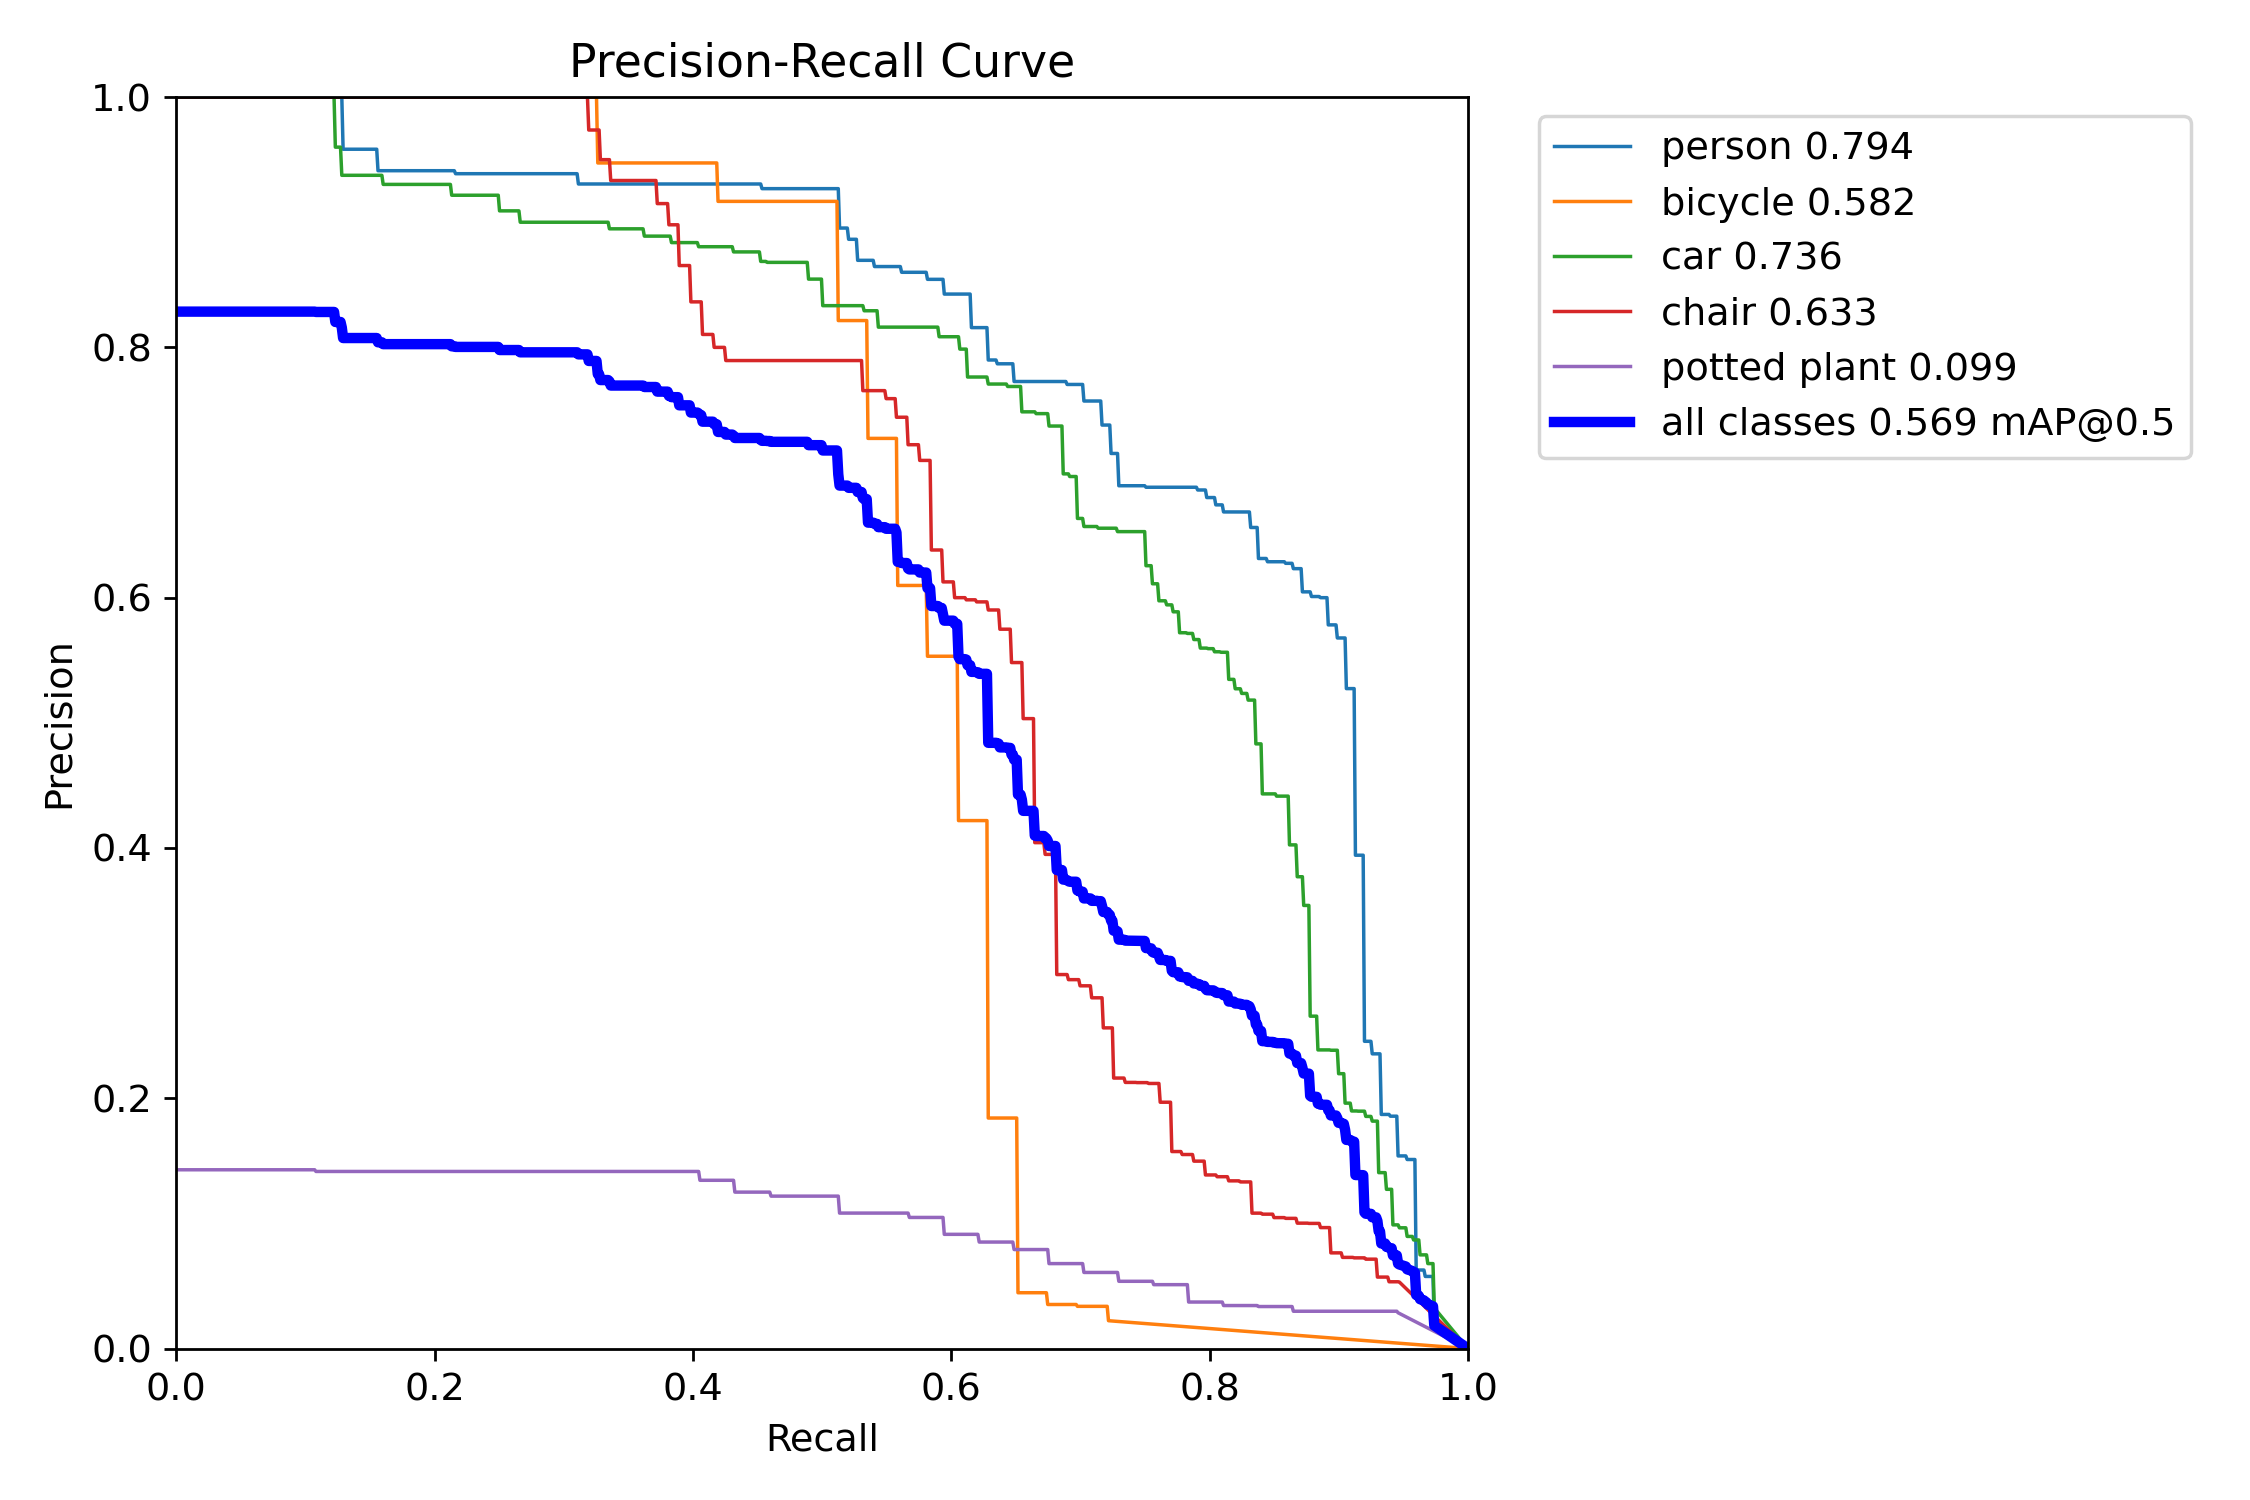 Precision-Recall Curve
1.0
0.8
0.6
0.4
0.2
0.0
Precision
0.0 0.2 0.4 0.6 0.8 1.0
Recall
person 0.794
bicycle 0.582
car 0.736
chair 0.633
potted plant 0.099
all classes 0.569 mAP@0.5